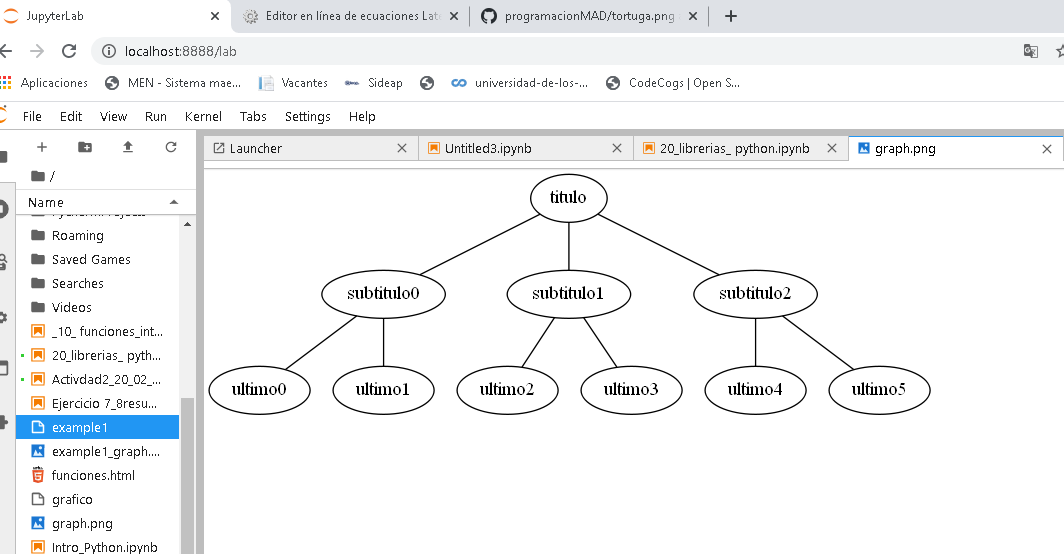 JupyterLab
Editor en línea de ecuaciones Late
programacionMAD/tortuga.png
localhost:8888/lab
Aplicaciones
MEN - Sistema mae...
Vacantes
Sideap
universidad-de-los-...
CodeCogs | Open S...
File Edit View Run Kernel Tabs Settings Help
Launcher
Untitled3.ipynb
20_librerias_ python.ipynb
graph.png
/
Name
Roaming
Saved Games
Searches
Videos
_10_ funciones_int...
20_librerias_ pyth...
Activdad2_20_02_...
Ejercicio 7_8resu...
example1
example1_graph....
funciones.html
grafico
graph.png
Intro_Python.ipynb
titulo
subtitulo0 subtitulo1 subtitulo2
ultimo0 ultimo1 ultimo2 ultimo3 ultimo4 ultimo5